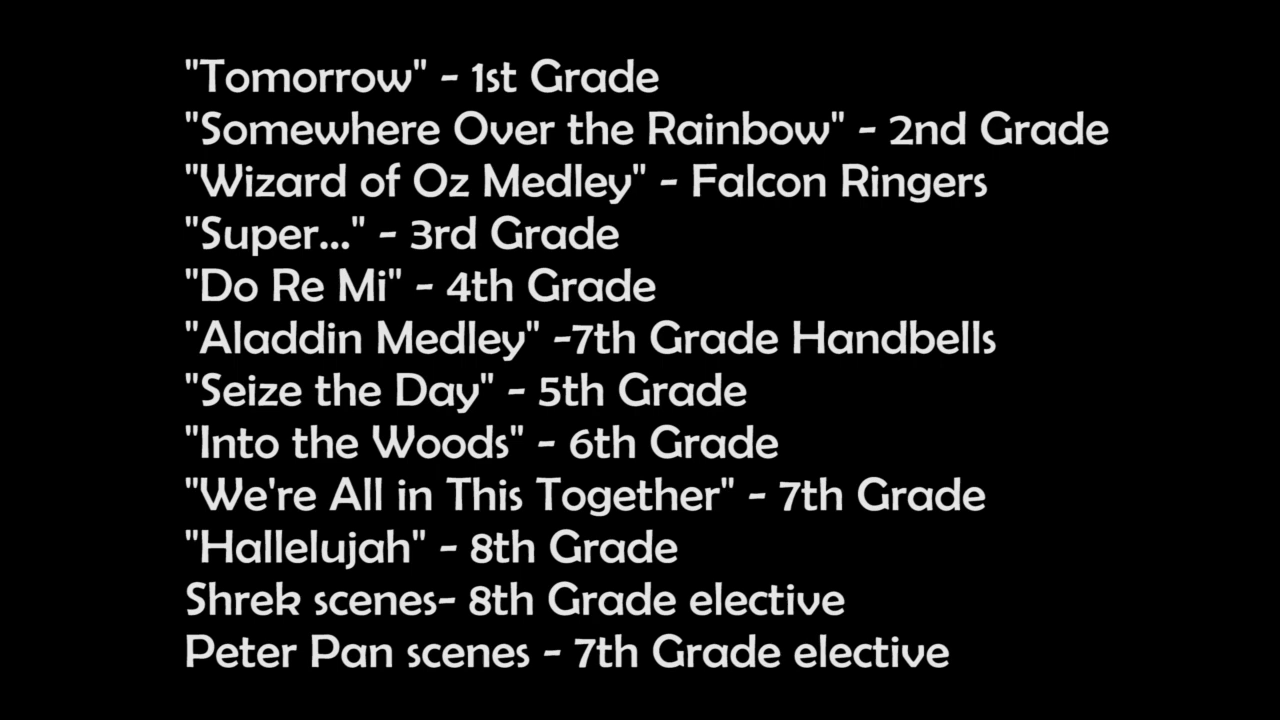 "Tomorrow" - 1st Grade
"Somewhere Over the Rainbow" - 2nd Grade
"Wizard of Oz Medley" - Falcon Ringers
"Super..." - 3rd Grade
"Do Re Mi" - 4th Grade
"Aladdin Medley" -7th Grade Handbells
"Seize the Day" - 5th Grade
"Into the Woods" - 6th Grade
"We're All in This Together" - 7th Grade
"Hallelujah" - 8th Grade
Shrek scenes- 8th Grade elective
Peter Pan scenes - 7th Grade elective